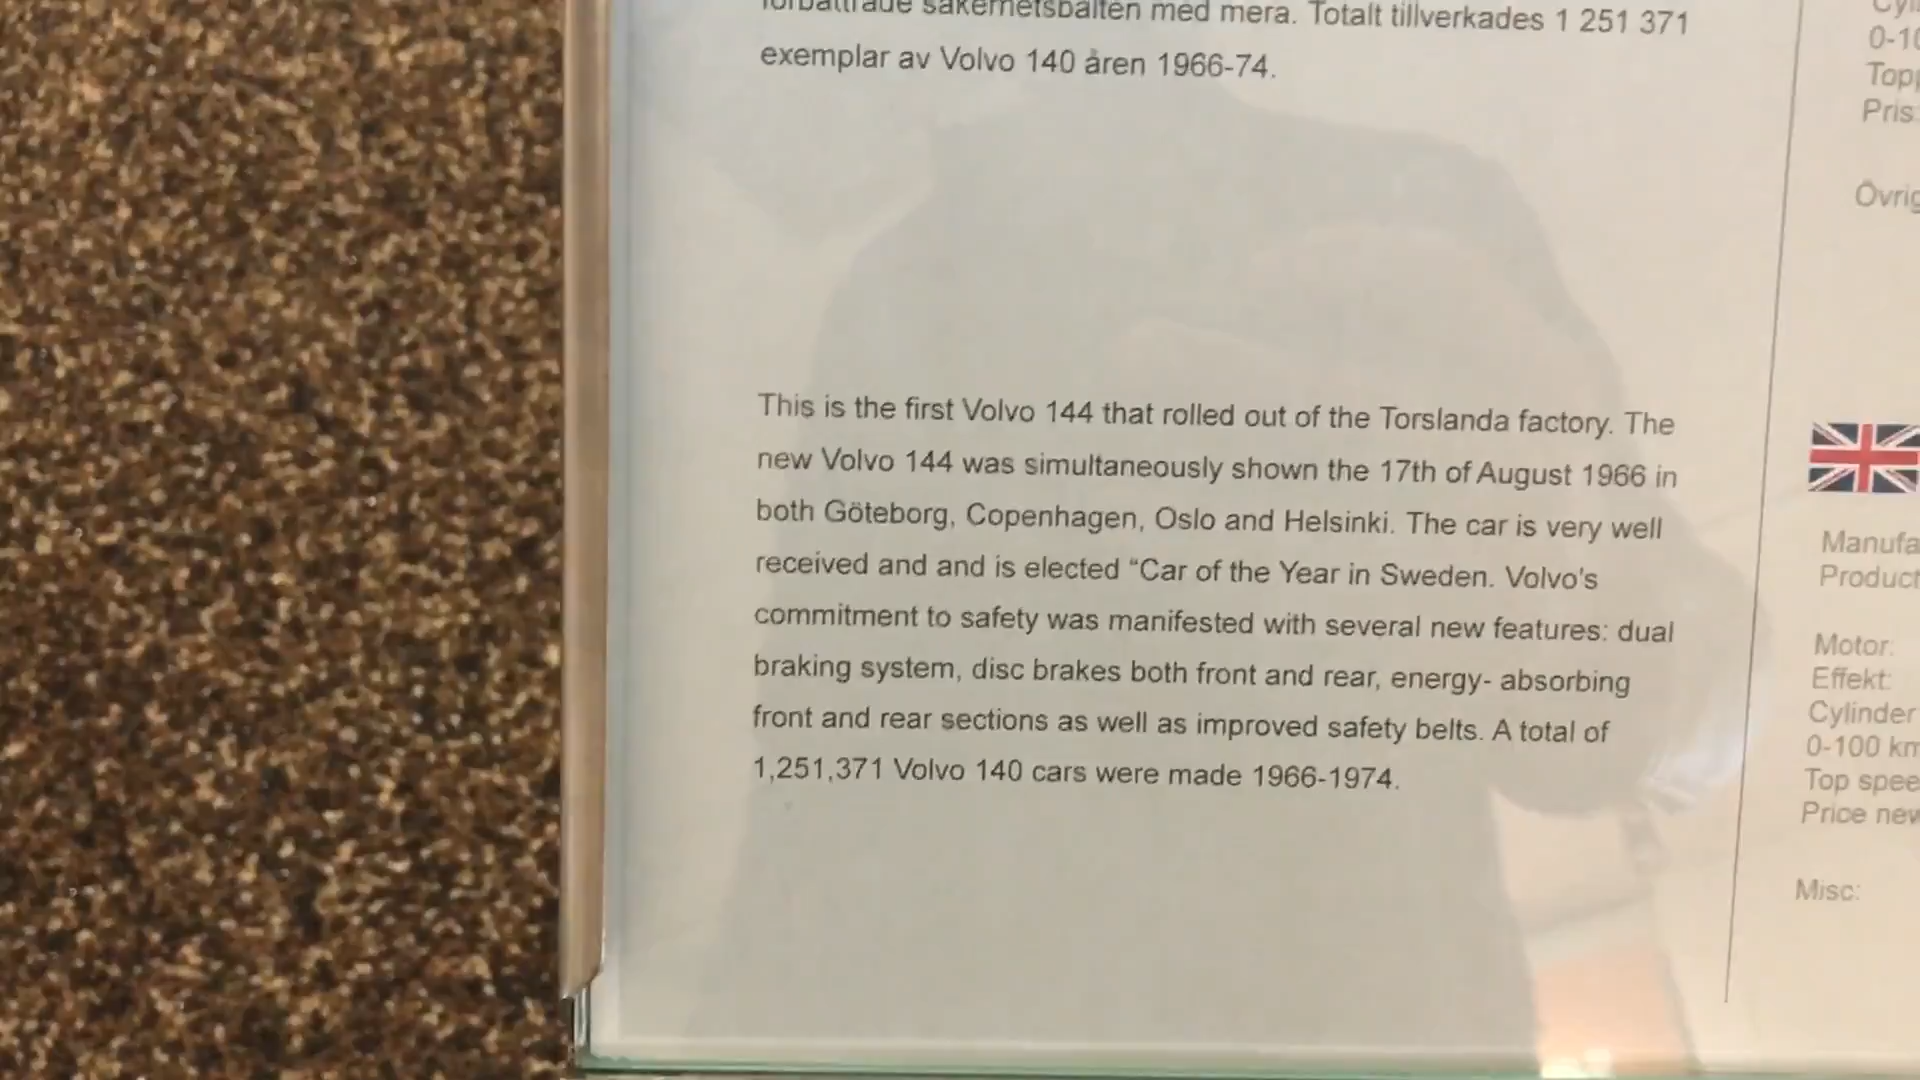 förbättrade säkerhetsbälten med mera. Totalt tillverkades 1 251 371
exemplar av Volvo 140 åren 1966-74.
This is the first Volvo 144 that rolled out of the Torslanda factory. The
new Volvo 144 was simultaneously shown the 17th of August 1966 in
both Göteborg, Copenhagen, Oslo and Helsinki. The car is very well
received and and is elected “Car of the Year in Sweden. Volvo's
commitment to safety was manifested with several new features: dual
braking system, disc brakes both front and rear, energy- absorbing
front and rear sections as well as improved safety belts. A total of
1,251,371 Volvo 140 cars were made 1966-1974.
Pris
Motor:
Effekt:
Cylinder
0-100 km
Top
Price
Misc: